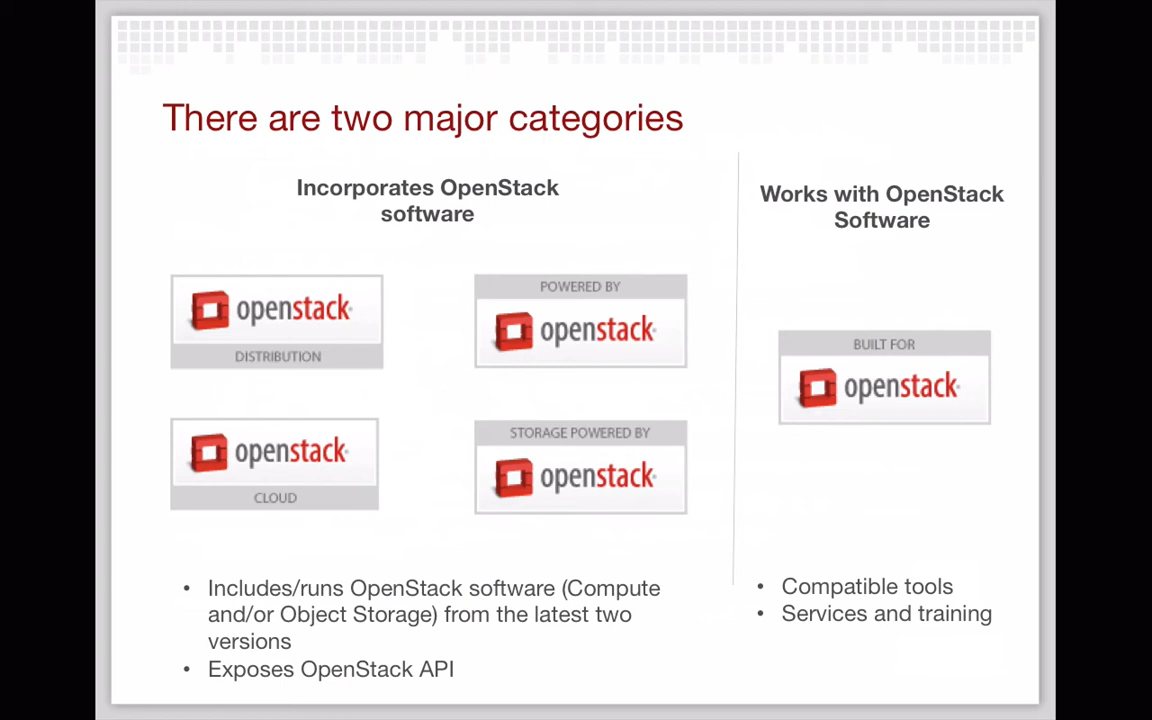 There are two major categories
Incorporates OpenStack
software
openstack
DISTRIBUTION
POWERED BY
openstack
openstack
CLOUD
STORAGE POWERED BY
openstack
• Includes/runs OpenStack software (Compute
and/or Object Storage) from the latest two
versions
• Exposes OpenStack API
Works with OpenStack
Software
BUILT FOR
openstack
• Compatible tools
• Services and training